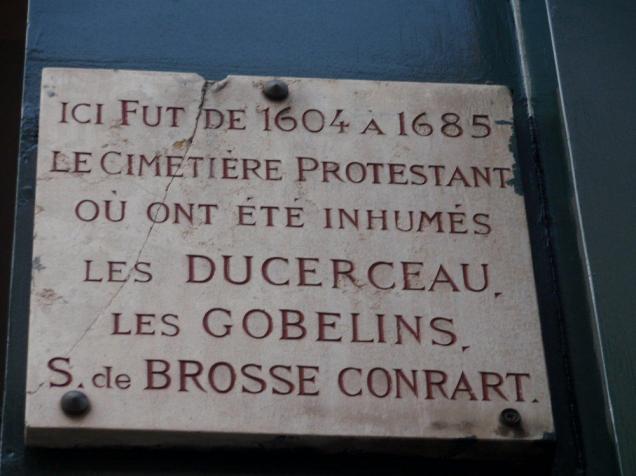 ICI FUT DE 1604 A 1685
LE CIMETIÈRE PROTESTANT
OÙ ONT ÉTÉ INHUMÉS
LES DUCERCEAU,
LES GOBELINS,
S. de BROSSE CONRART.